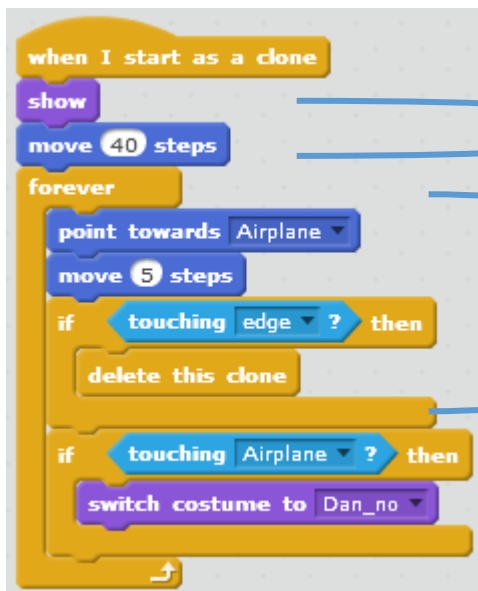 when I start as a clone
show
move 40 steps
forever
point towards Airplane
move 5 steps
if touching edge ? then
delete this clone
if touching Airplane ? then
switch costume to Dan_no